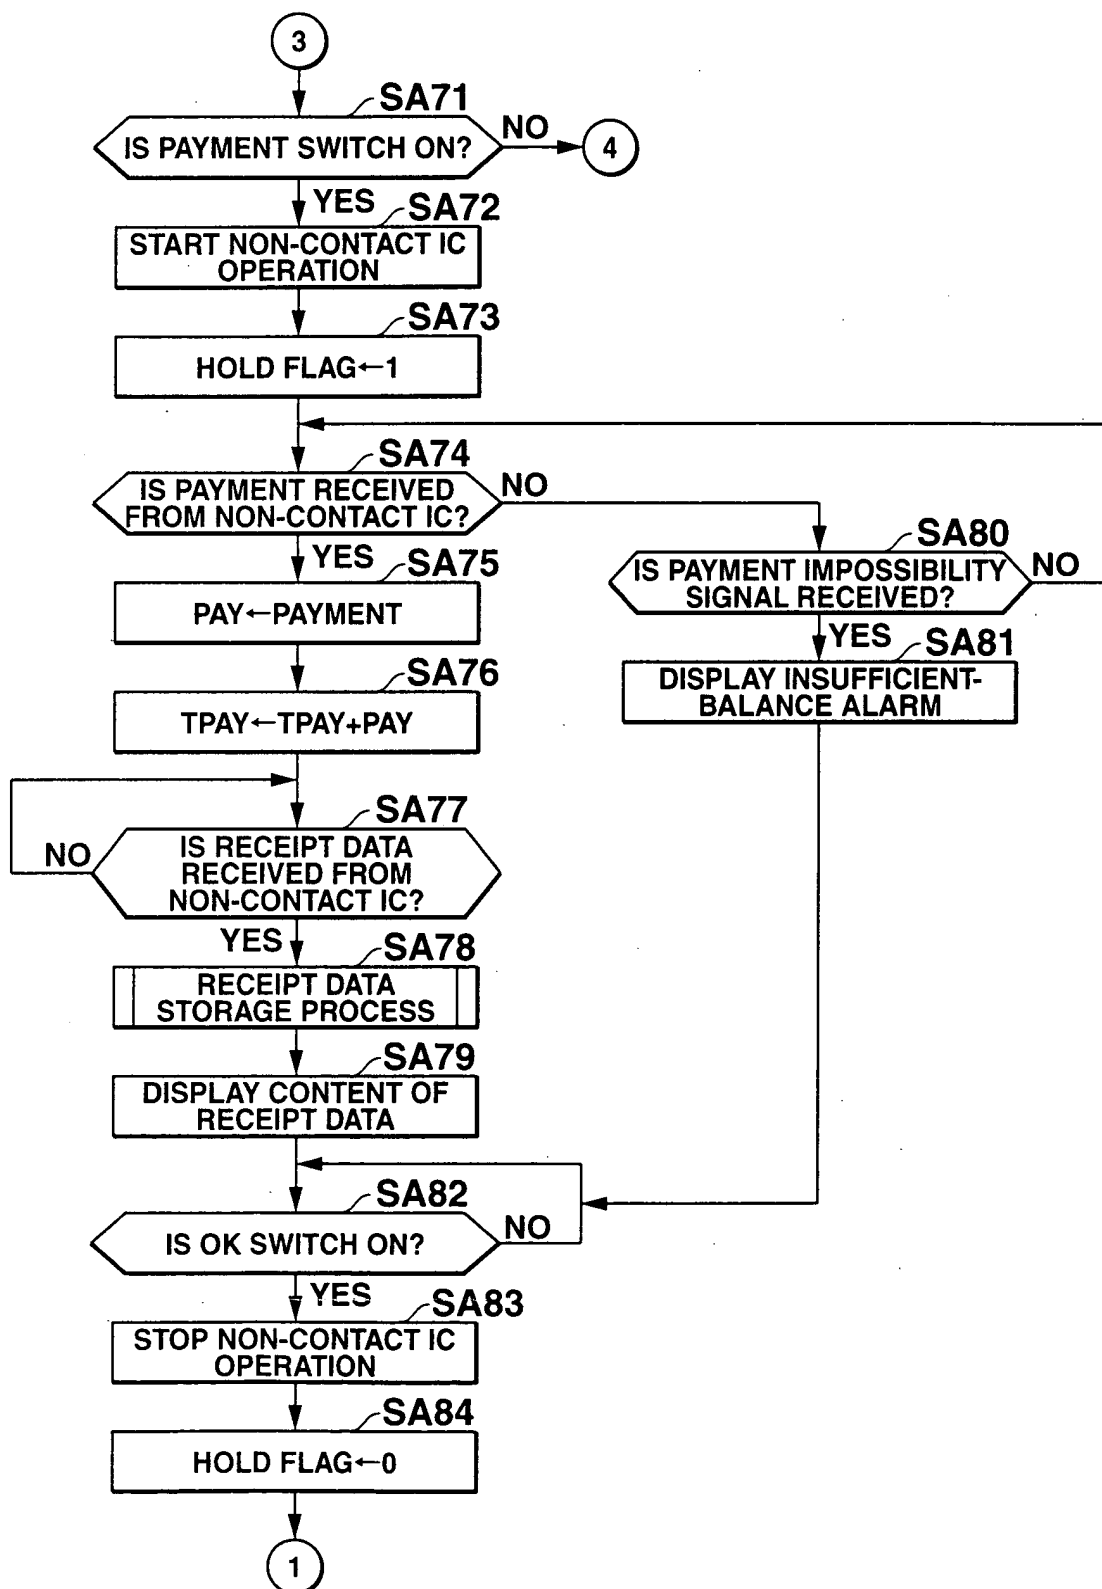 3
SA71
IS PAYMENT SWITCH ON?
NO
4
YES
SA72
START NON-CONTACT IC
OPERATION
SA73
HOLD FLAG←1
SA74
IS PAYMENT RECEIVED
FROM NON-CONTACT IC?
NO
YES
SA80
IS PAYMENT IMPOSSIBILITY
SIGNAL RECEIVED?
NO
YES
SA81
DISPLAY INSUFFICIENT-
BALANCE ALARM
SA75
PAY←PAYMENT
SA76
TPAY←TPAY+PAY
SA77
IS RECEIPT DATA
RECEIVED FROM
NON-CONTACT IC?
NO
YES
SA78
RECEIPT DATA
STORAGE PROCESS
SA79
DISPLAY CONTENT OF
RECEIPT DATA
SA82
IS OK SWITCH ON?
NO
YES
SA83
STOP NON-CONTACT IC
OPERATION
SA84
HOLD FLAG←0
1